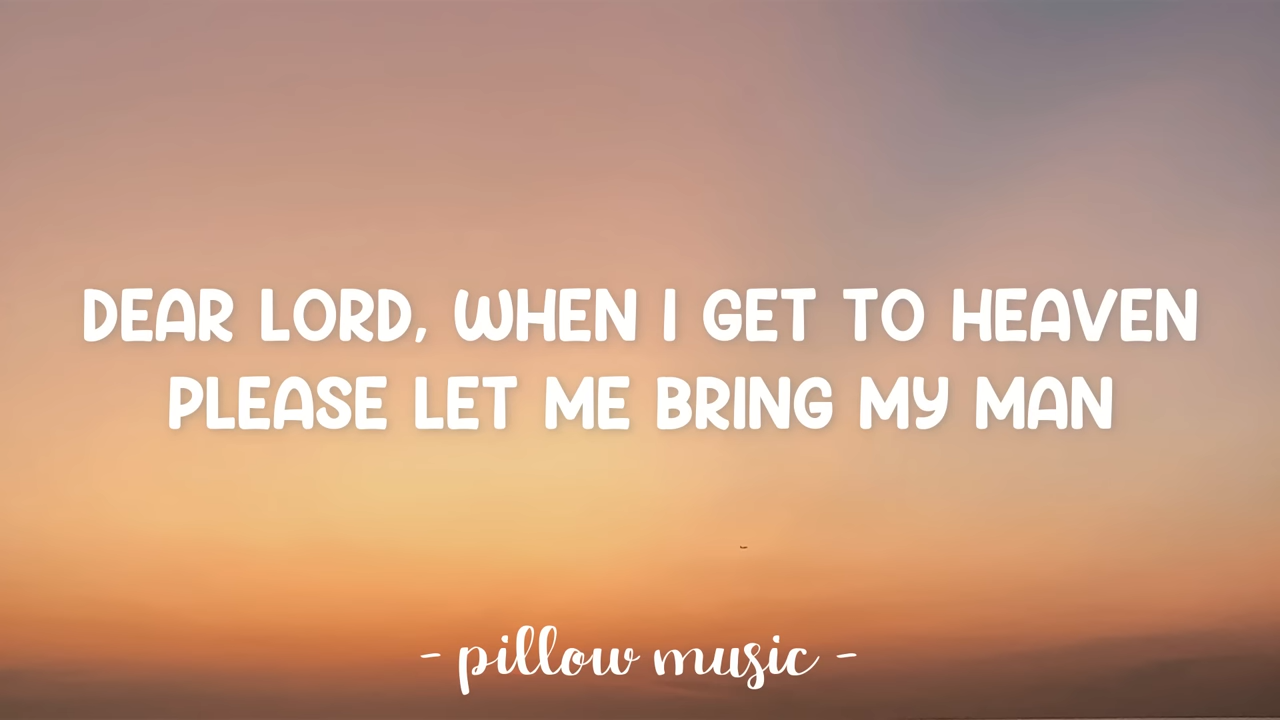 DEAR LORD, WHEN I GET TO HEAVEN
PLEASE LET ME BRING MY MAN
- pillow music -